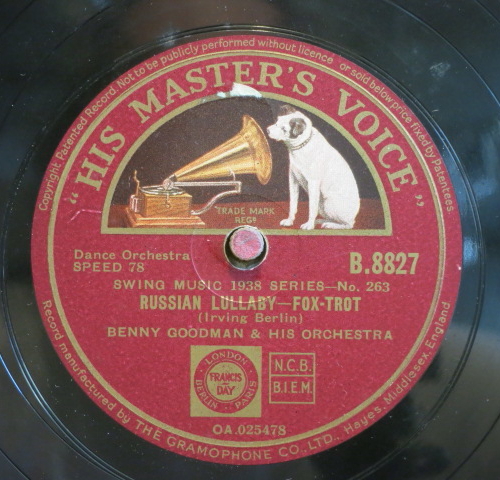 Copyright Patented Record. Not to be publicly performed without licence or sold below price fixed by Patentees
"HIS MASTER'S VOICE"
TRADE MARK
REGD
Dance Orchestra
SPEED 78
B.8827
SWING MUSIC 1938 SERIES—No. 263
RUSSIAN LULLABY—FOX-TROT
(Irving Berlin)
BENNY GOODMAN & HIS ORCHESTRA
LONDON
FRANCIS
DAY
BERLIN
PARIS
N.C.B.
B.I.E.M.
OA.025478
Record manufactured by THE GRAMOPHONE CO., LTD., Hayes, Middlesex, England